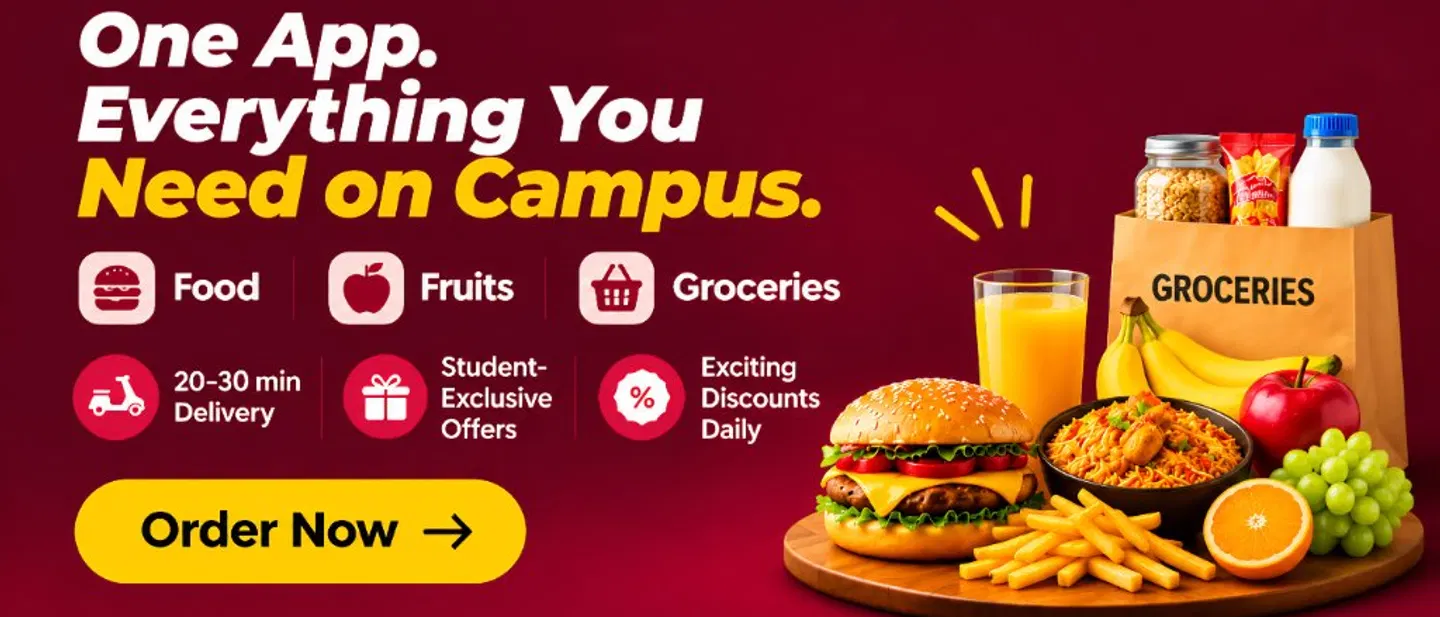 One App.
Everything You
Need on Campus.
Food
Fruits
Groceries
20-30 min
Delivery
Student-
Exclusive
Offers
%
Exciting
Discounts
Daily
Order Now →
GROCERIES